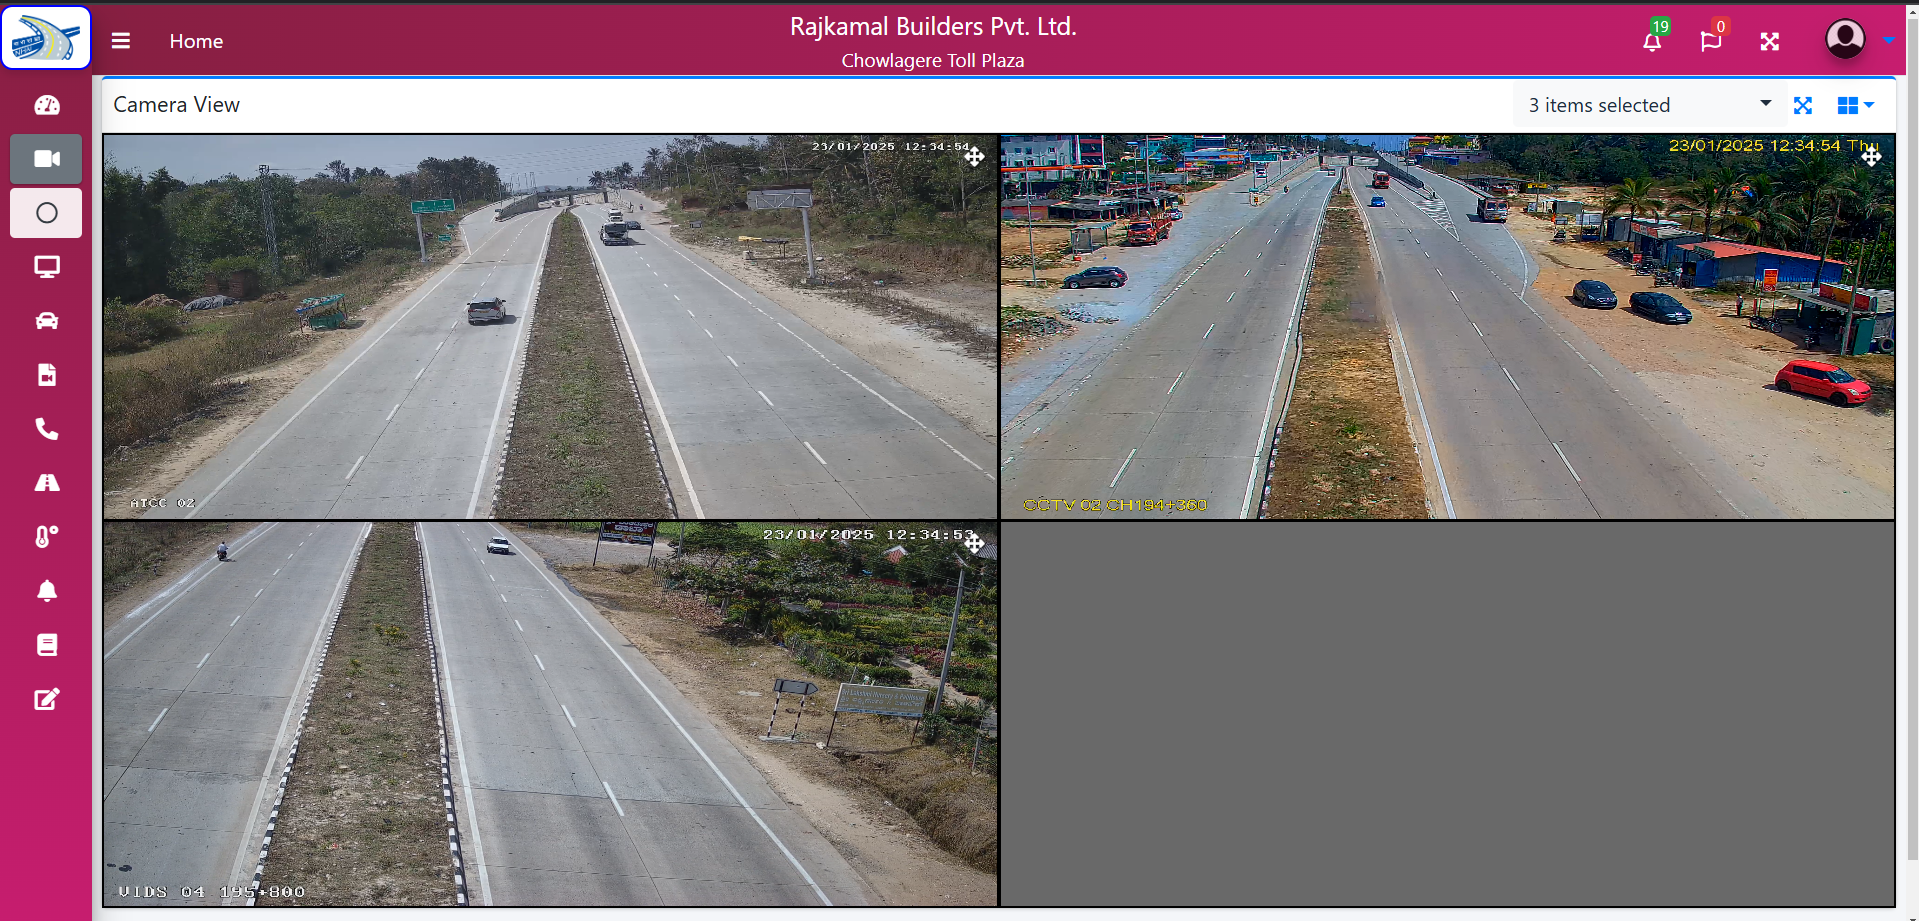 Rajkamal Builders Pvt. Ltd.
Home
Chowlagere Toll Plaza
19
0
Camera View
3 items selected
23/01/2025 12:34:54
ATCC 02
23/01/2025 12:34:54 Thu
CCTV 02 CH194+360
23/01/2025 12:34:53
VIDS 04 195+800